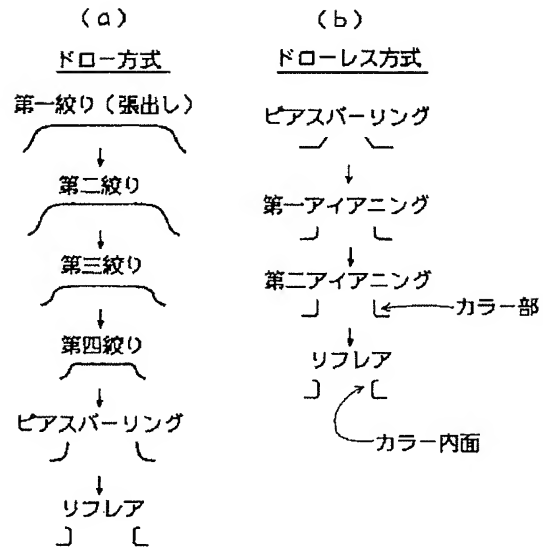 (a)
ドロー方式
第一絞り(張出し)
第二絞り
第三絞り
第四絞り
ピアスバーリング
リフレア
(b)
ドローレス方式
ピアスバーリング
第一アイアニング
第二アイアニング
カラー部
リフレア
カラー内面